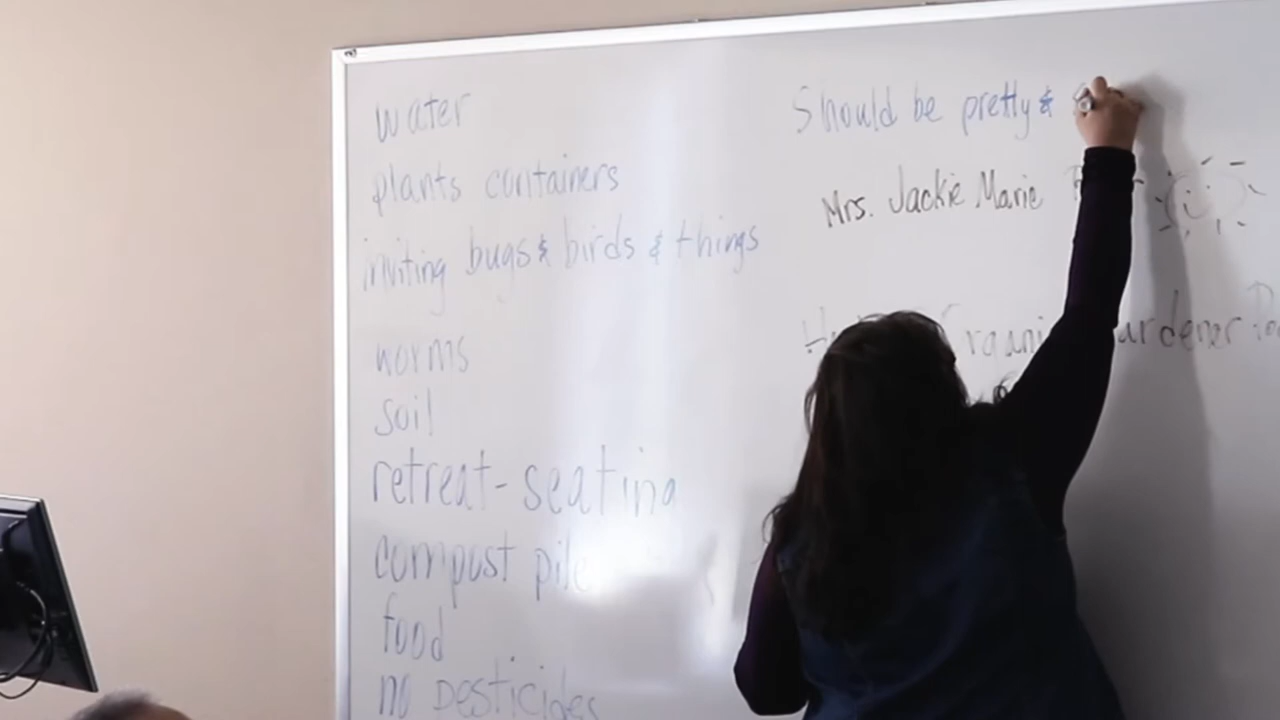 water
plants containers
inviting bugs & birds & things
worms
soil
retreat-seating
compost pile
food
no pesticides
Should be pretty &
Mrs. Jackie Marie